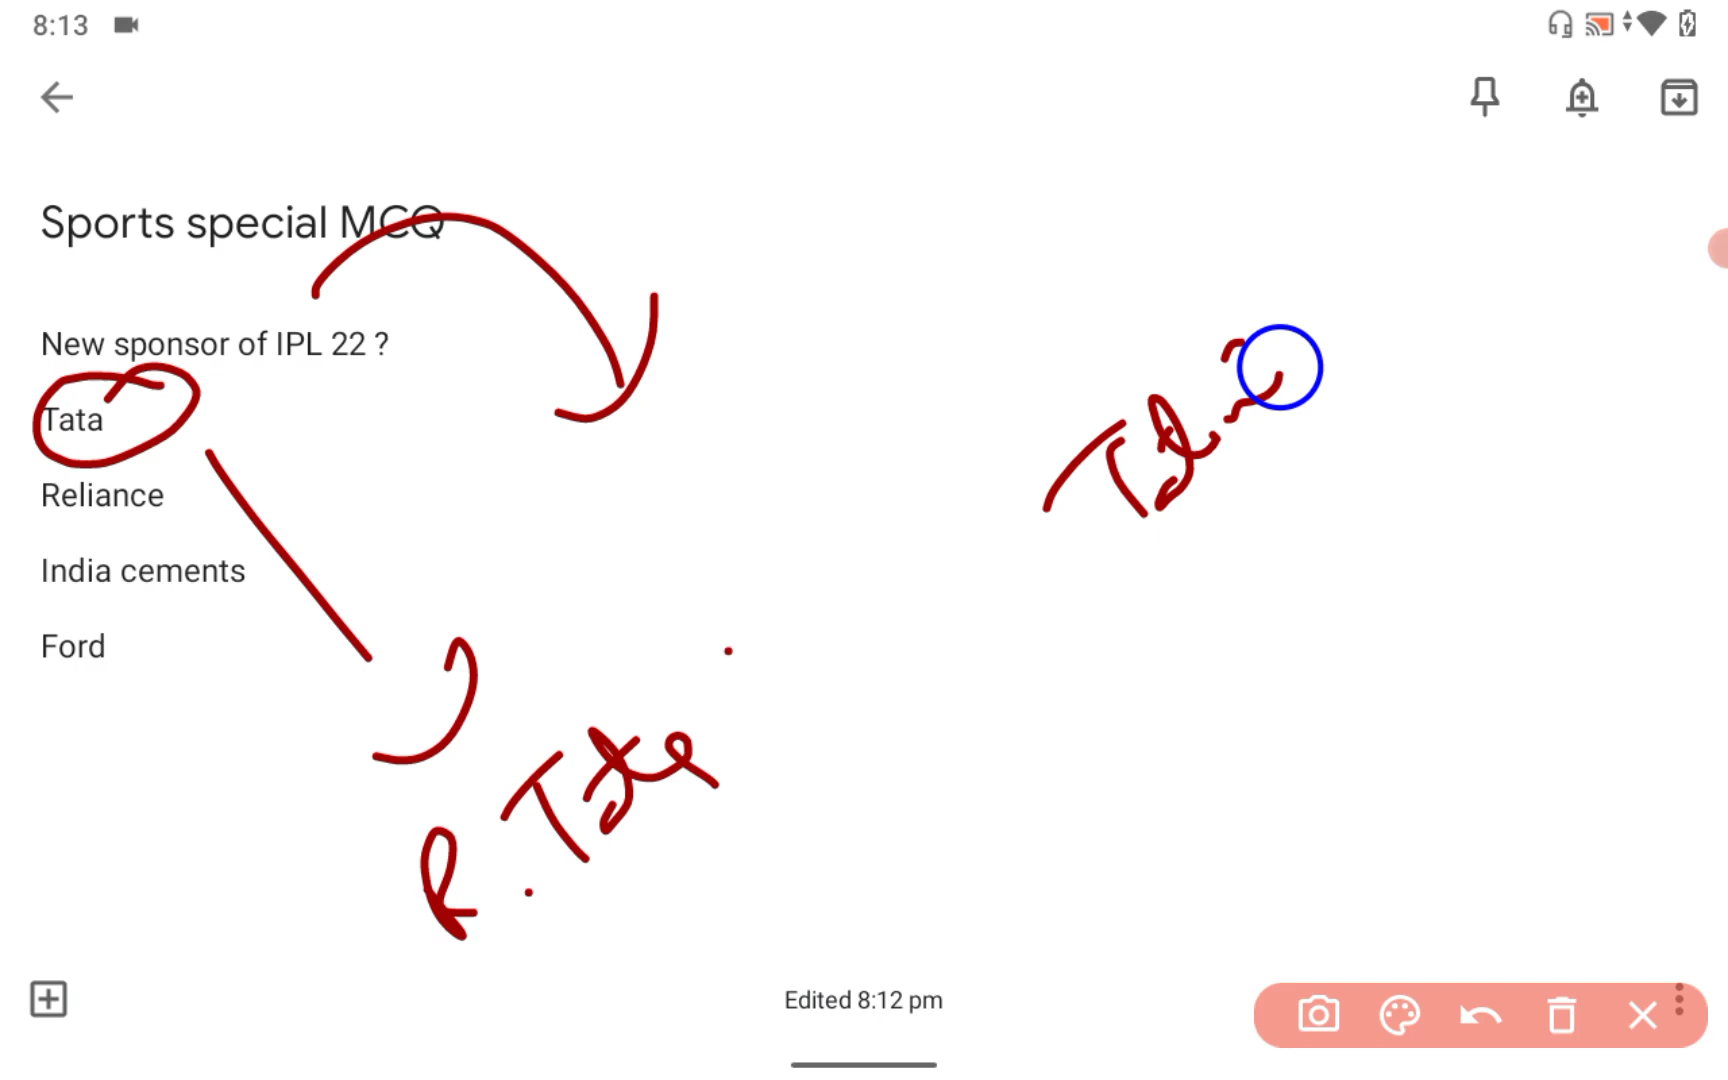 8:13
Sports special MCQ
New sponsor of IPL 22 ?
Tata
Reliance
India cements
Ford
R. Tata
Edited 8:12 pm